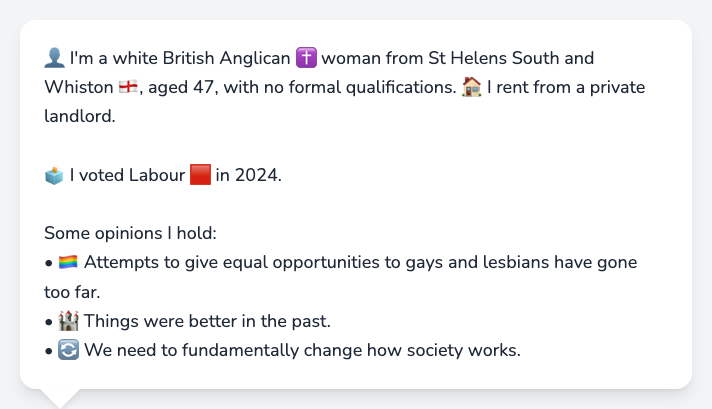 👤 I'm a white British Anglican ✝️ woman from St Helens South and
Whiston 🏴󠁧󠁢󠁥󠁮󠁧󠁿, aged 47, with no formal qualifications. 🏠 I rent from a private
landlord.
🗳️ I voted Labour 🟥 in 2024.
Some opinions I hold:
• 🏳️‍🌈 Attempts to give equal opportunities to gays and lesbians have gone
too far.
• 🏰 Things were better in the past.
• 🔄 We need to fundamentally change how society works.